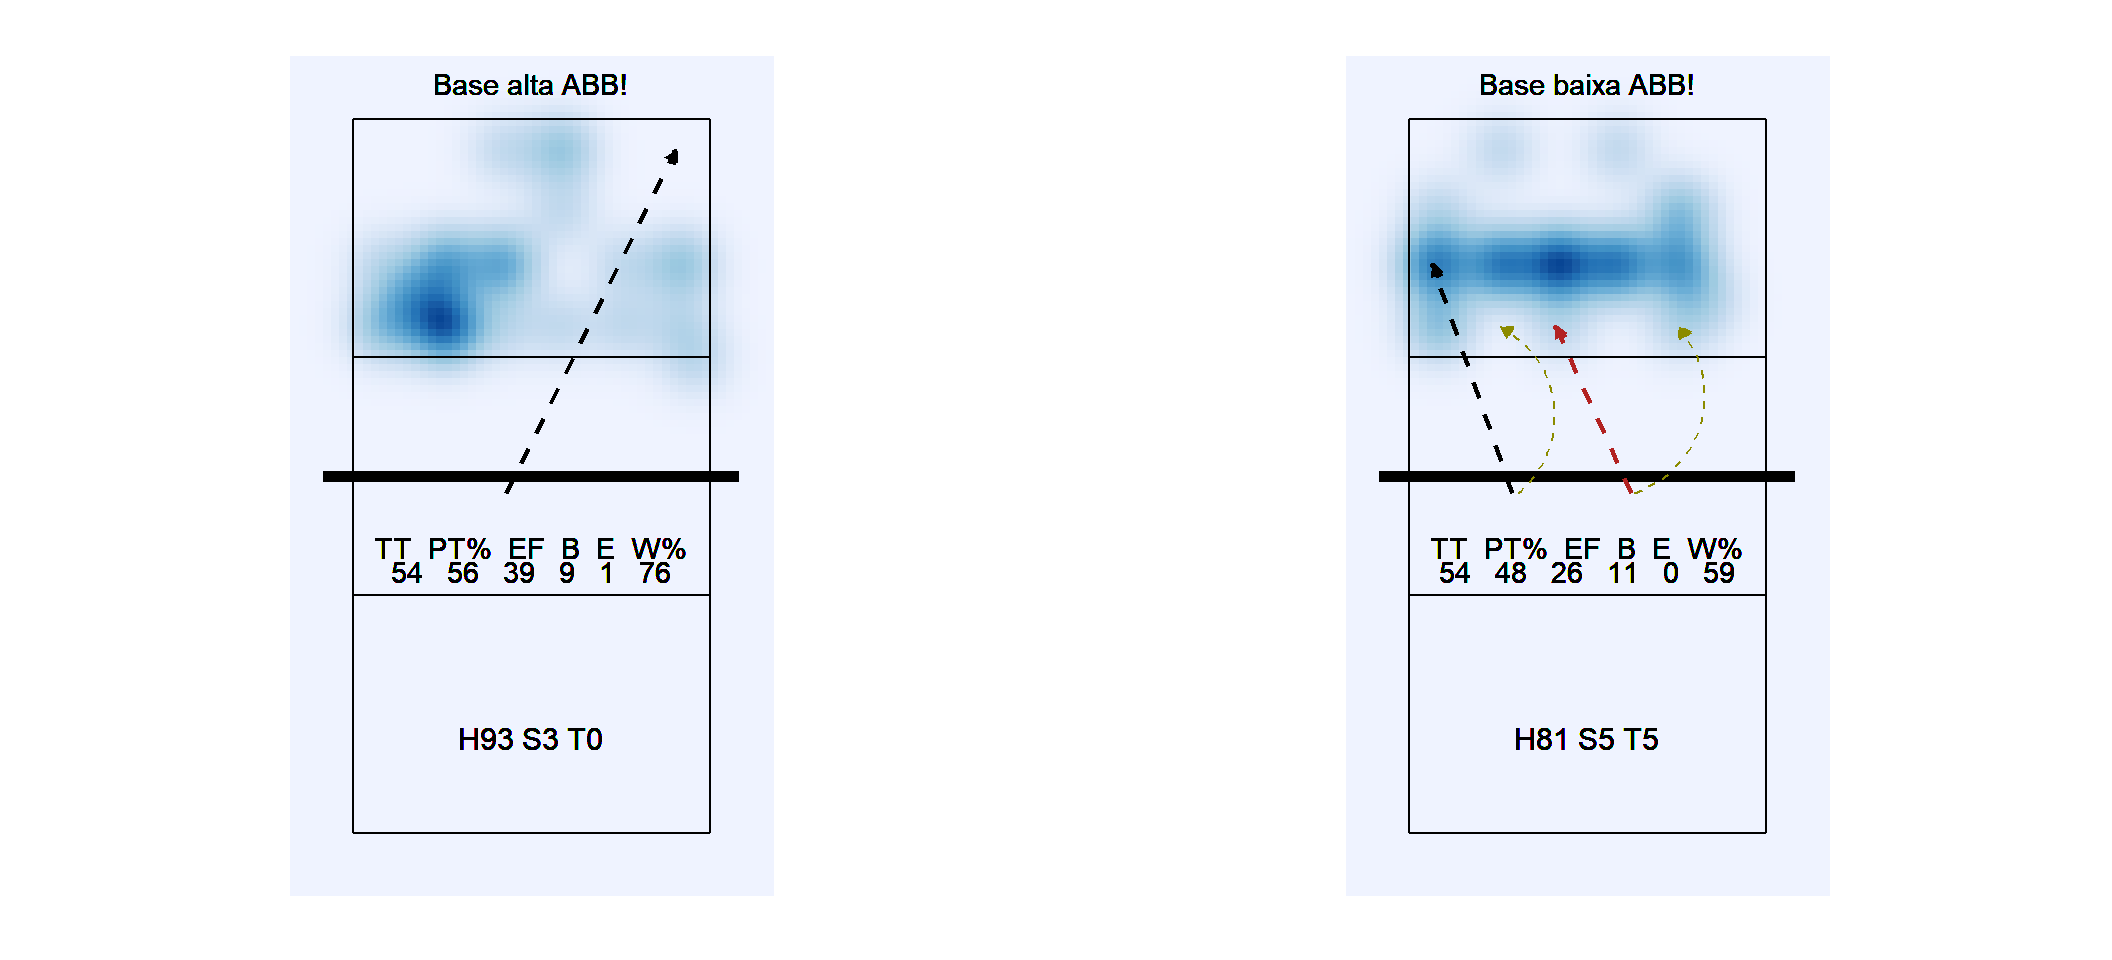 Base alta ABB!
TT PT% EF B E W%
54 56 39 9 1 76
H93 S3 T0
Base baixa ABB!
TT PT% EF B E W%
54 48 26 11 0 59
H81 S5 T5